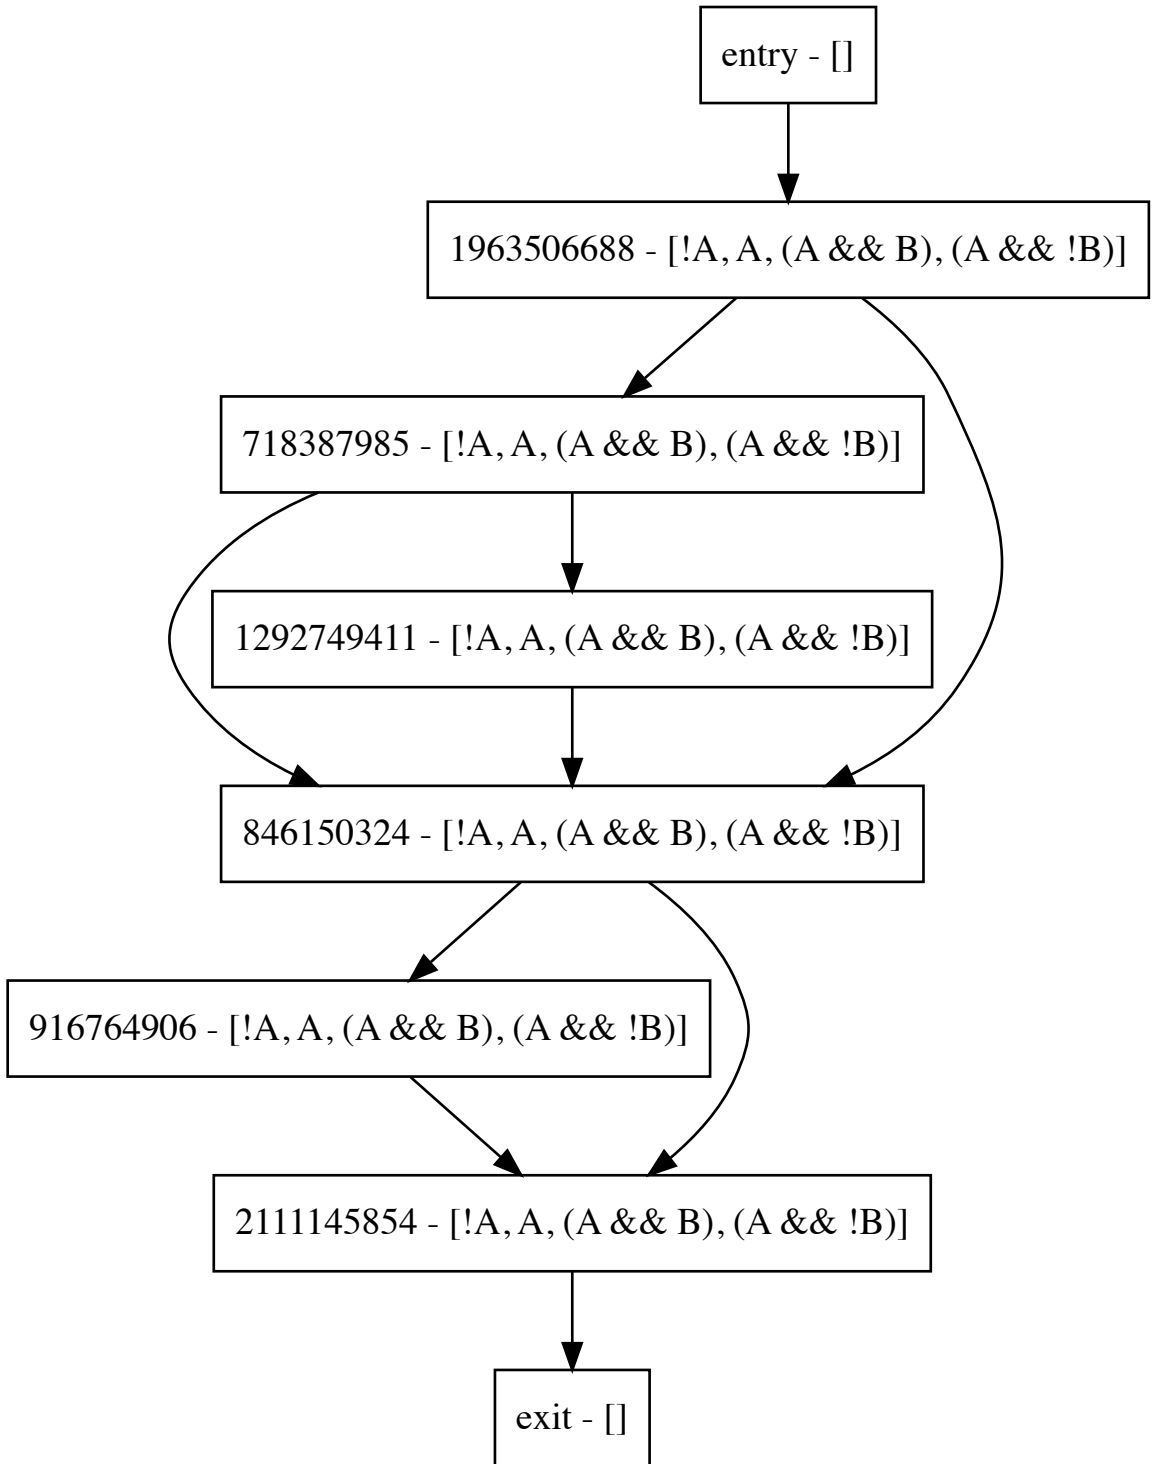 entry - []
1963506688 - [!A, A, (A && B), (A && !B)]
718387985 - [!A, A, (A && B), (A && !B)]
1292749411 - [!A, A, (A && B), (A && !B)]
846150324 - [!A, A, (A && B), (A && !B)]
916764906 - [!A, A, (A && B), (A && !B)]
2111145854 - [!A, A, (A && B), (A && !B)]
exit - []